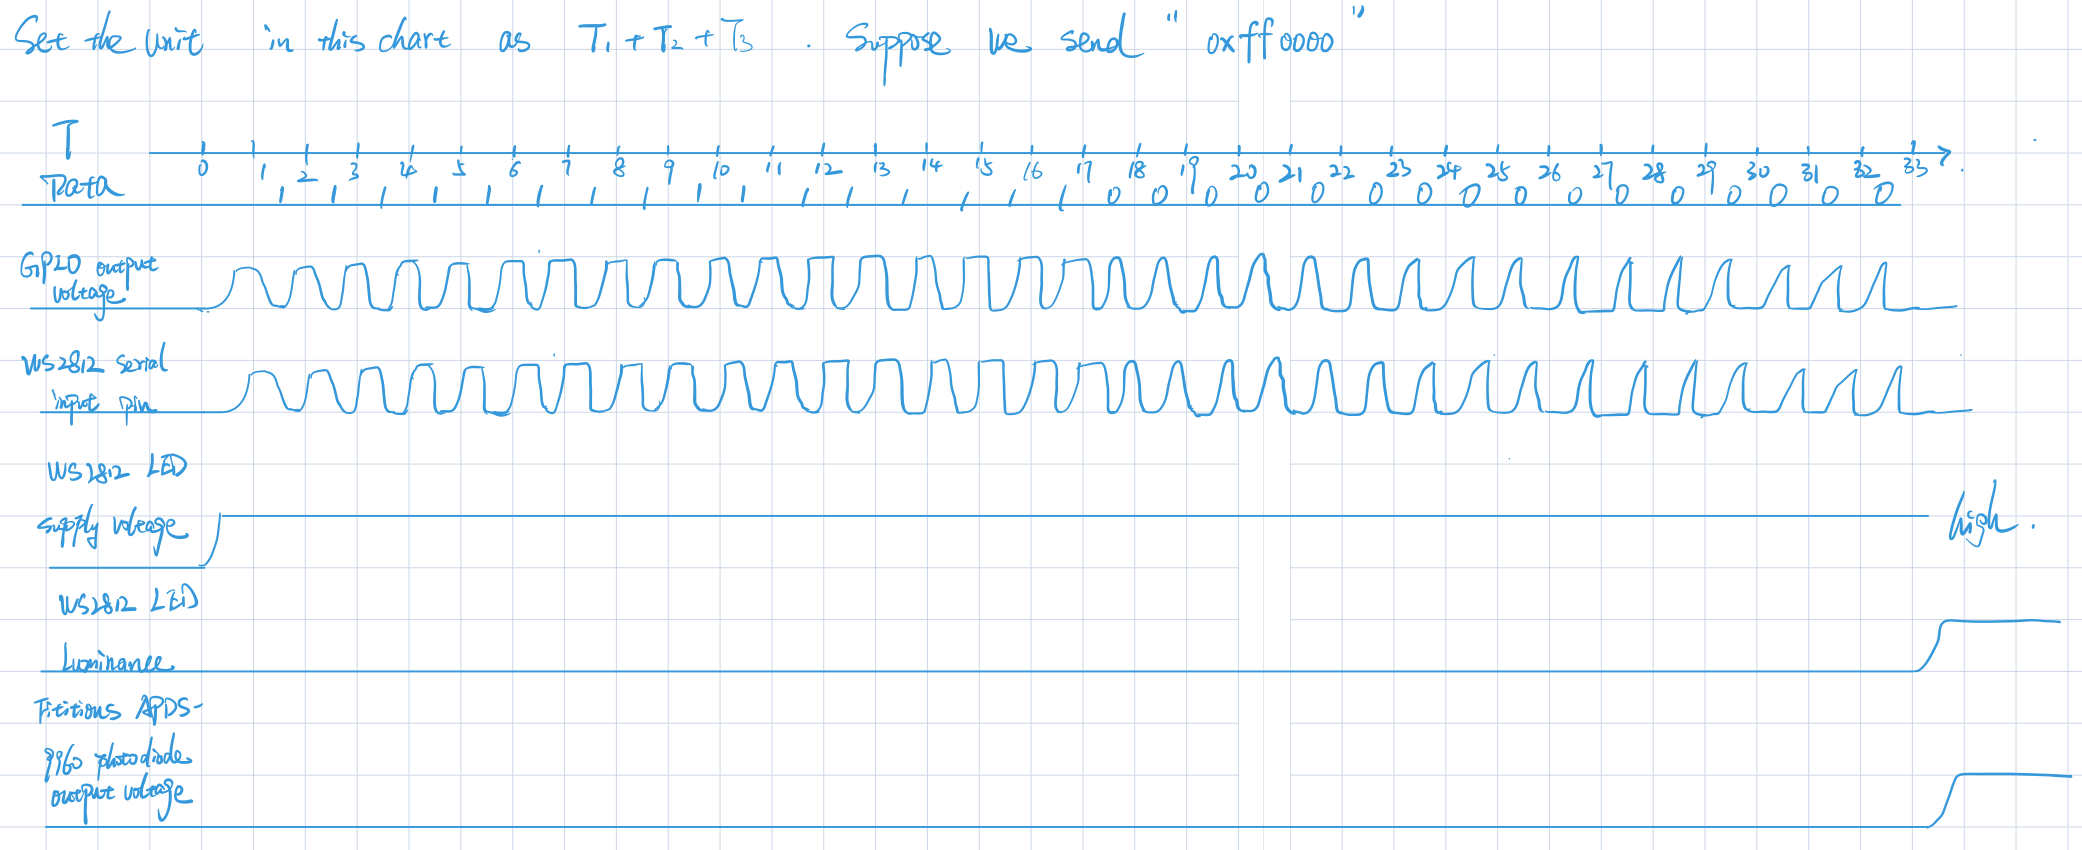 Set the unit in this chart as T1 + T2 + T3 . Suppose we send " 0xff0000 "
T
0 1 2 3 4 5 6 7 8 9 10 11 12 13 14 15 16 17 18 19 20 21 22 23 24 25 26 27 28 29 30 31 32 33
Data 1 1 1 1 1 1 1 1 1 1 1 1 1 1 1 1 0 0 0 0 0 0 0 0 0 0 0 0 0 0 0 0
GPIO output
voltage
WS2812 serial
input pin
WS2812 LED
supply voltage
high .
WS2812 LED
Luminance
Fititions APDS-
9960 photodiode
output voltage